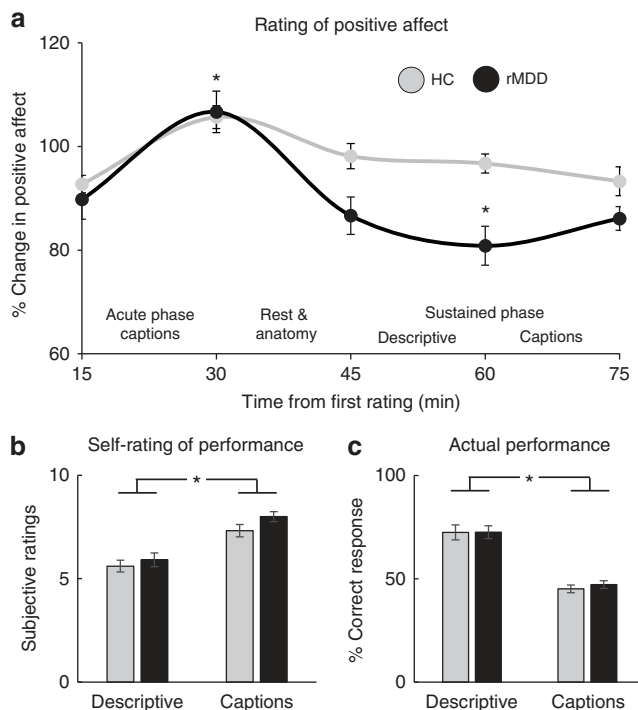 a
Rating of positive affect
120
100
80
60
% Change in positive affect
HC
rMDD
*
*
Acute phase
captions
Rest &
anatomy
Sustained phase
Descriptive
Captions
15
30
45
60
75
Time from first rating (min)
b
Self-rating of performance
10
5
0
Subjective ratings
*
Descriptive
Captions
c
Actual performance
100
50
0
% Correct response
*
Descriptive
Captions